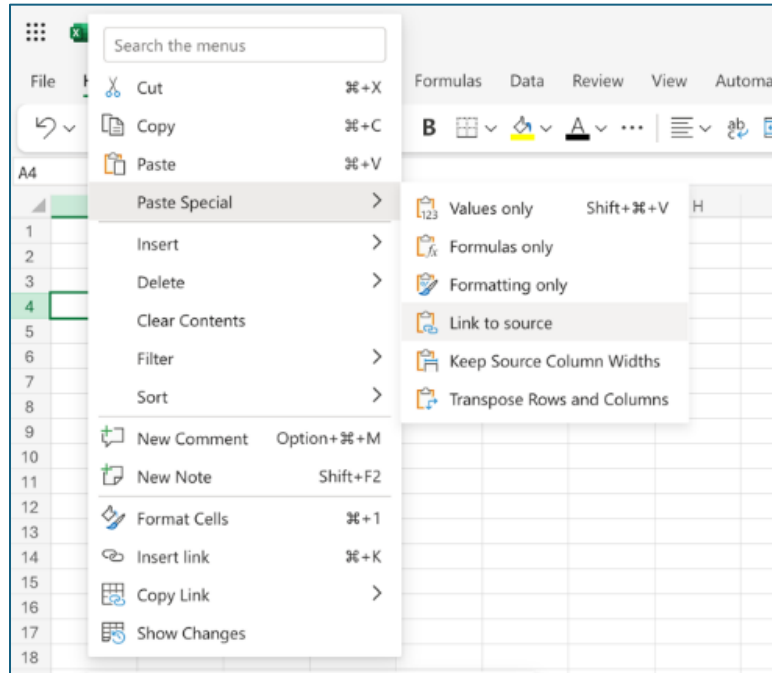 File
Formulas Data Review View Automa
B A ab
A4
H
1
2
3
4
5
6
7
8
9
10
11
12
13
14
15
16
17
18
Search the menus
Cut ⌘+X
Copy ⌘+C
Paste ⌘+V
Paste Special
Insert
Delete
Clear Contents
Filter
Sort
New Comment Option+⌘+M
New Note Shift+F2
Format Cells ⌘+1
Insert link ⌘+K
Copy Link
Show Changes
Values only Shift+⌘+V
Formulas only
Formatting only
Link to source
Keep Source Column Widths
Transpose Rows and Columns